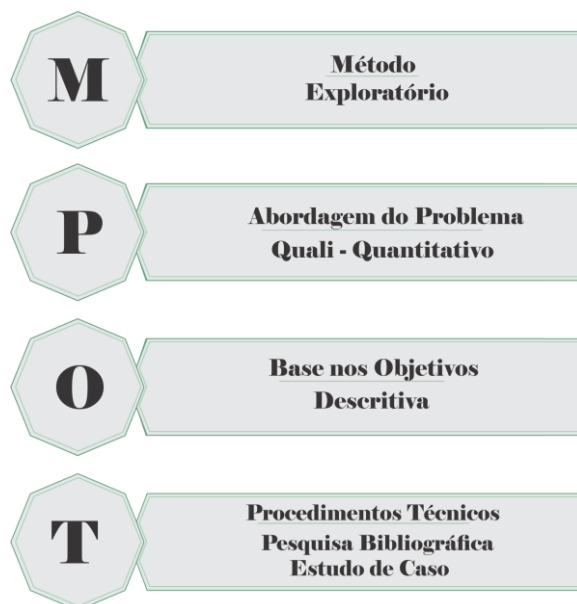 M
Método
Exploratório
P
Abordagem do Problema
Quali - Quantitativo
O
Base nos Objetivos
Descritiva
T
Procedimentos Técnicos
Pesquisa Bibliográfica
Estudo de Caso